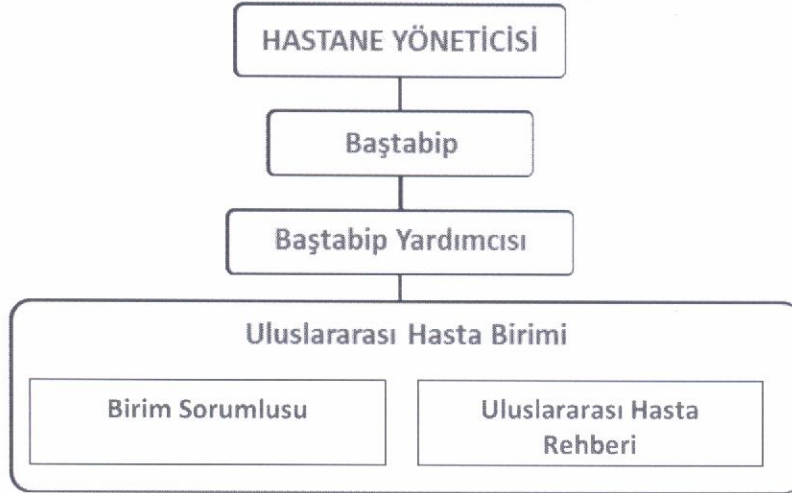 HASTANE YÖNETİCİSİ
Baştabip
Baştabip Yardımcısı
Uluslararası Hasta Birimi
Birim Sorumlusu
Uluslararası Hasta
Rehberi